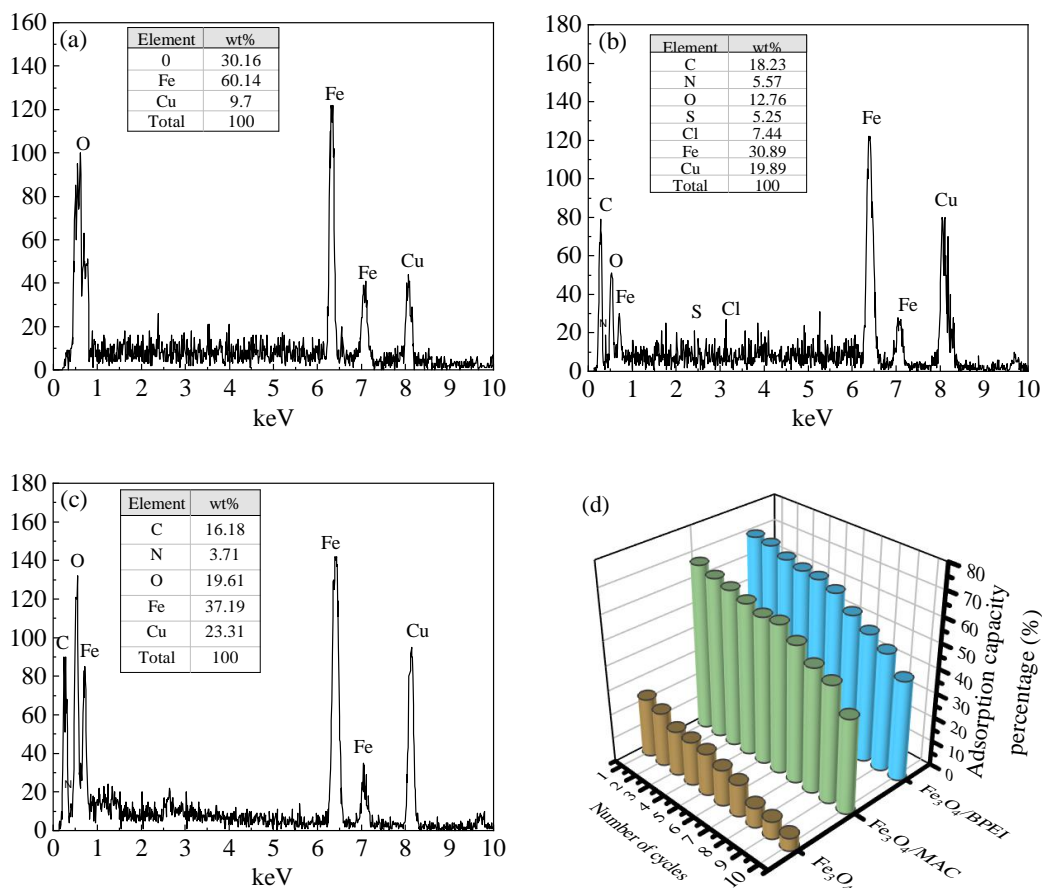 (a)
Element wt%
0 30.16
Fe 60.14
Cu 9.7
Total 100
160
140
120
100
80
60
40
20
0
O
Fe
Fe
Cu
0 1 2 3 4 5 6 7 8 9 10
keV
(b)
Element wt%
C 18.23
N 5.57
O 12.76
S 5.25
Cl 7.44
Fe 30.89
Cu 19.89
Total 100
180
160
140
120
100
80
60
40
20
0
C
N
O
Fe
S
Cl
Fe
Fe
Cu
0 1 2 3 4 5 6 7 8 9 10
keV
(c)
Element wt%
C 16.18
N 3.71
O 19.61
Fe 37.19
Cu 23.31
Total 100
180
160
140
120
100
80
60
40
20
0
C
N
O
Fe
Fe
Fe
Cu
0 1 2 3 4 5 6 7 8 9 10
keV
(d)
80
70
60
50
40
30
20
10
0
Adsorption capacity
percentage (%)
1 2 3 4 5 6 7 8 9 10
Number of cycles
Fe₃O₄
Fe₃O₄/MAC
Fe₃O₄/BPEI